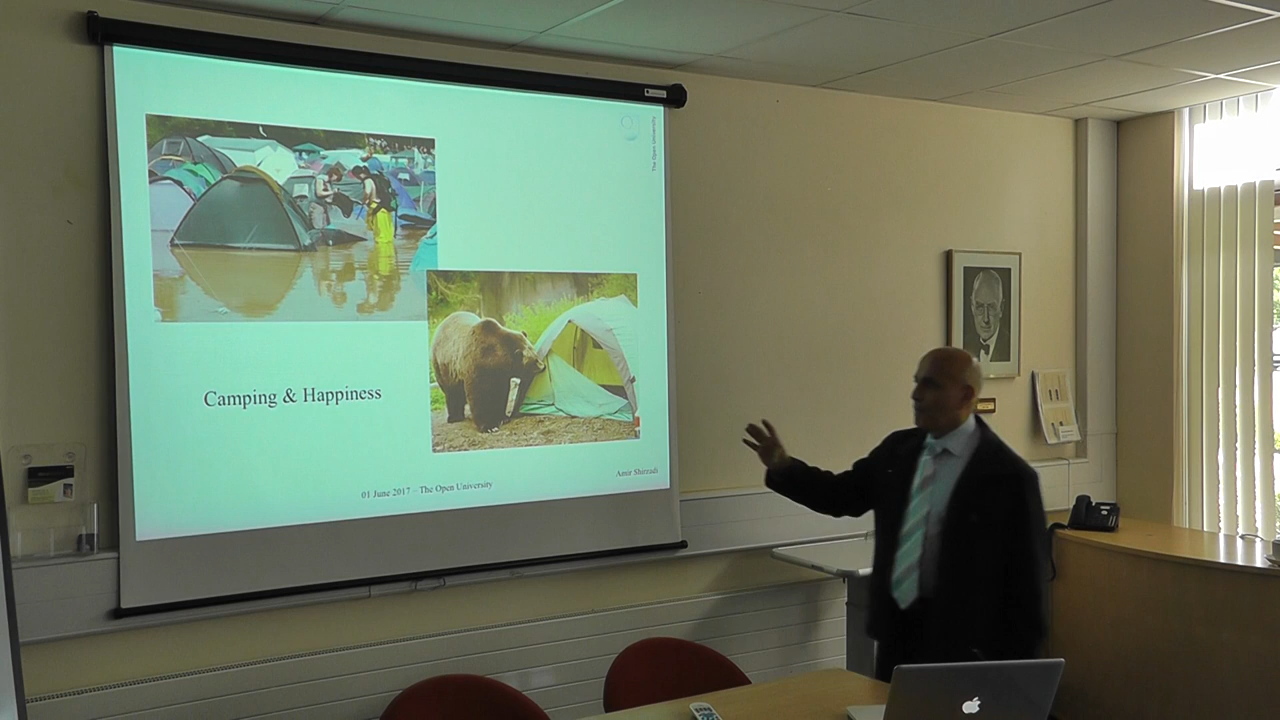 The Open University
Camping & Happiness
Amir Shirzadi
01 June 2017 – The Open University